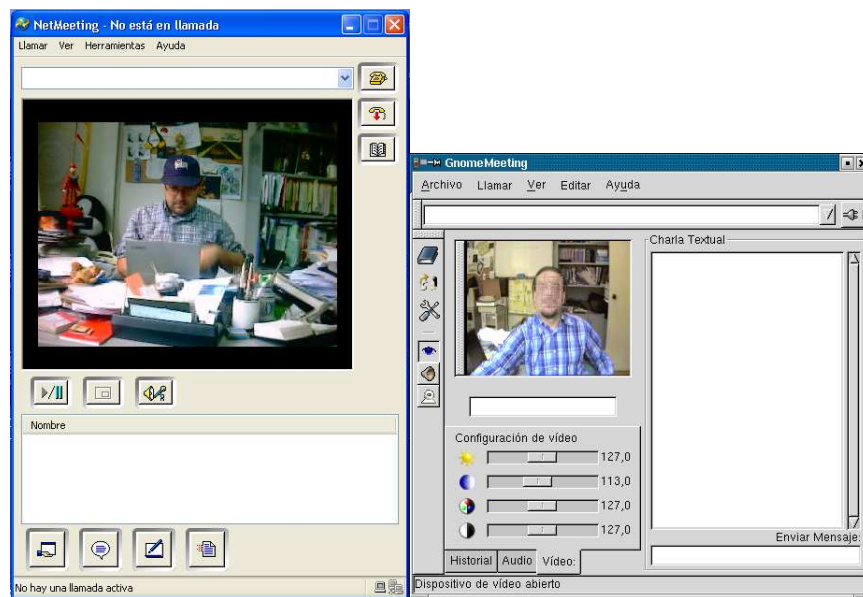 NetMeeting - No está en llamada
Llamar Ver Herramientas Ayuda
Nombre
No hay una llamada activa
GnomeMeeting
Archivo Llamar Ver Editar Ayuda
Charla Textual
Configuración de vídeo
127,0
113,0
127,0
127,0
Enviar Mensaje:
Historial Audio Vídeo:
Dispositivo de vídeo abierto